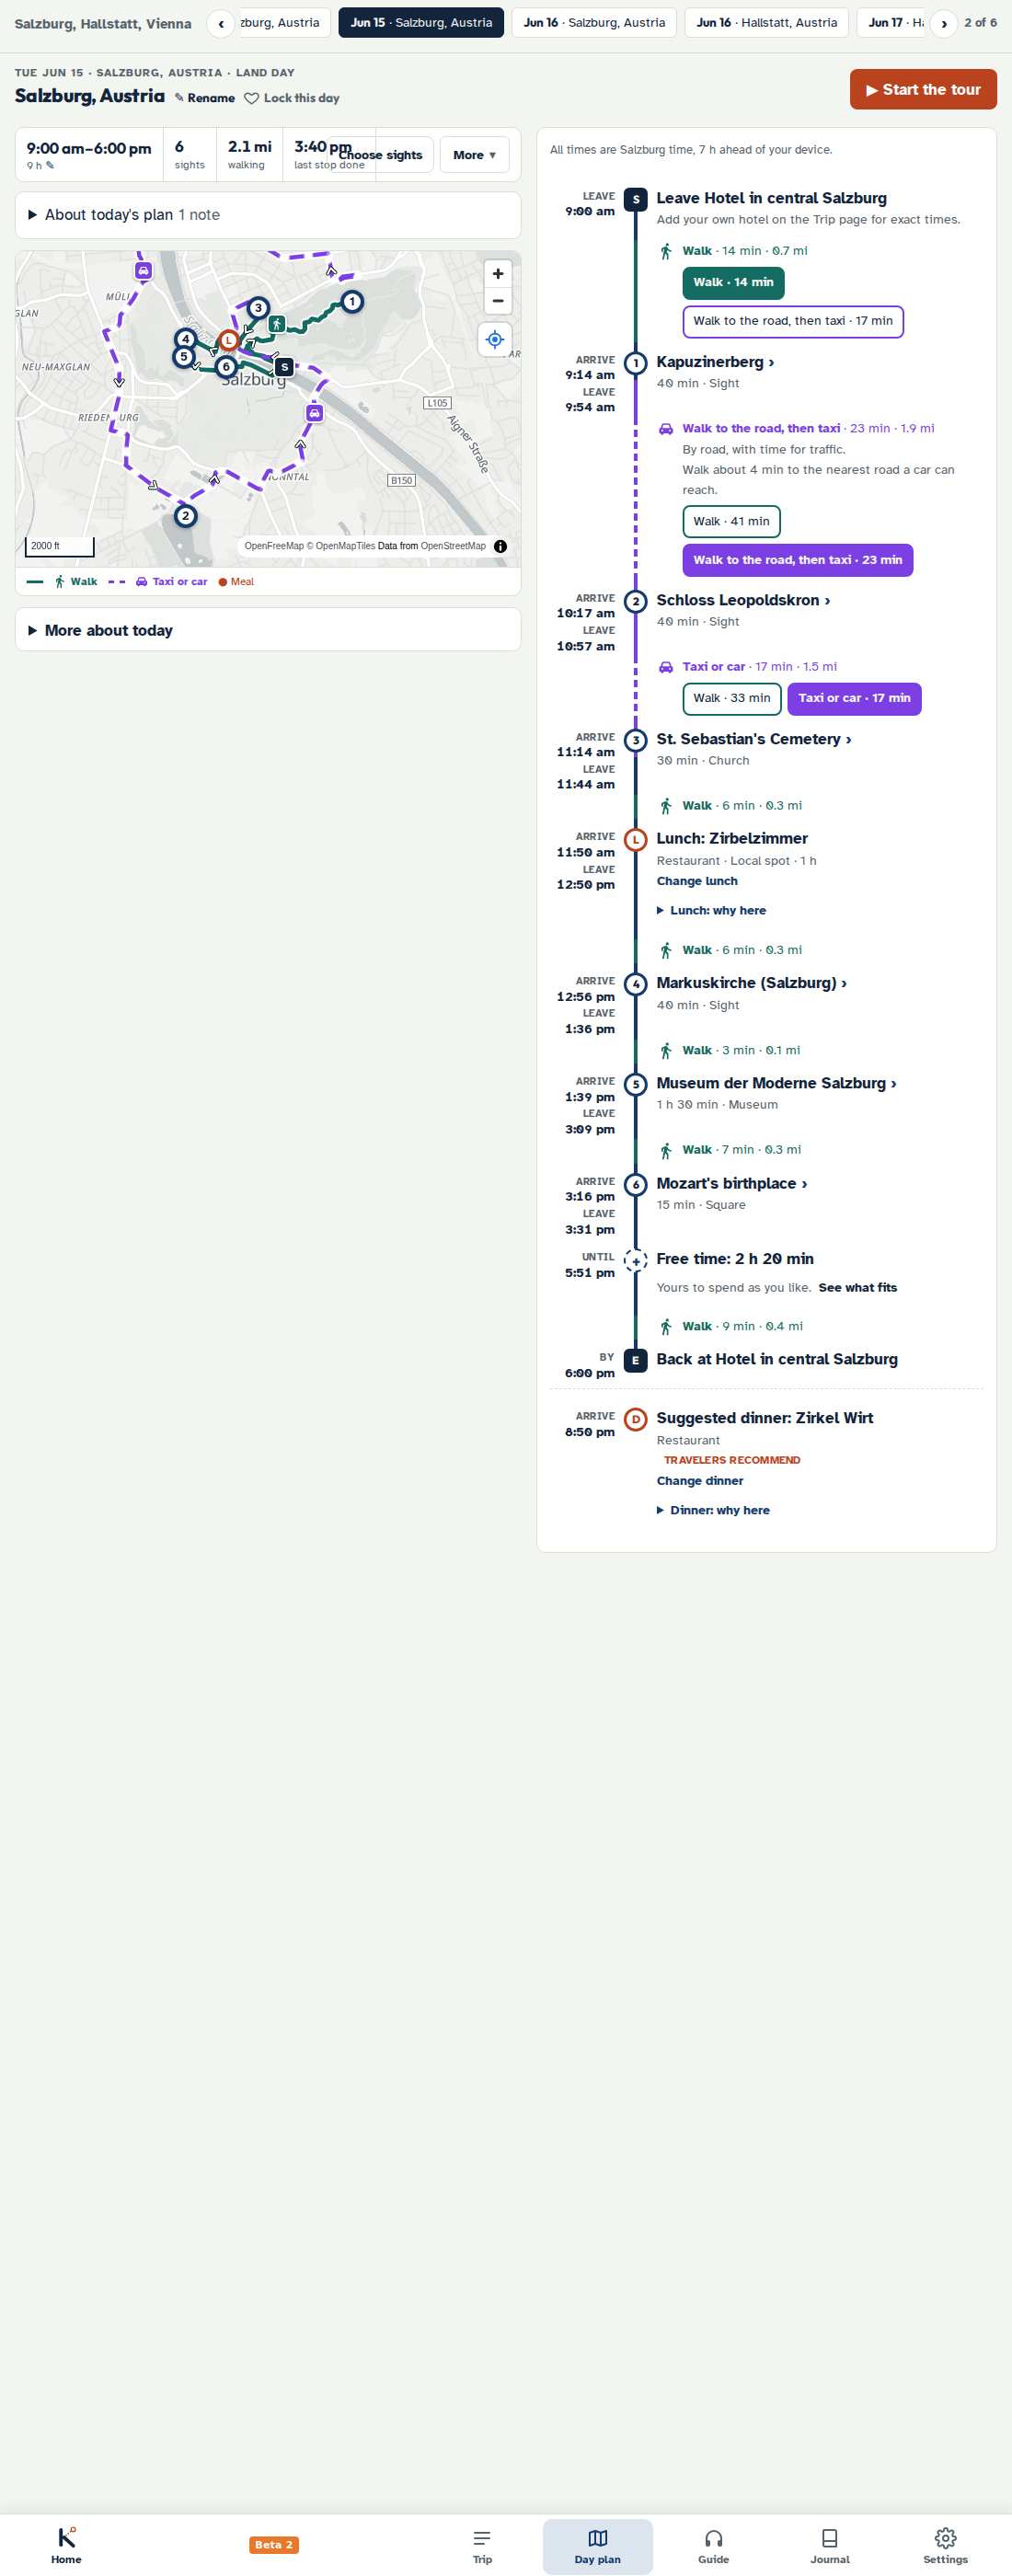 Salzburg, Hallstatt, Vienna
‹
zburg, Austria
Jun 15 · Salzburg, Austria
Jun 16 · Salzburg, Austria
Jun 16 · Hallstatt, Austria
Jun 17 · Ha
›
2 of 6
TUE JUN 15 · SALZBURG, AUSTRIA · LAND DAY
Salzburg, Austria
✎ Rename
Lock this day
▶ Start the tour
9:00 am–6:00 pm
9 h ✎
6
sights
2.1 mi
walking
3:40 pm
last stop done
Choose sights
More ▼
▶ About today's plan 1 note
MÜLL
GLAN
NEU-MAXGLAN
RIEDENBURG
Salzburg
L105
Aigner Straße
B150
1
2
3
4
5
6
L
S
+
−
2000 ft
OpenFreeMap © OpenMapTiles Data from OpenStreetMap
Walk
Taxi or car
Meal
▶ More about today
All times are Salzburg time, 7 h ahead of your device.
LEAVE
9:00 am
S
Leave Hotel in central Salzburg
Add your own hotel on the Trip page for exact times.
Walk · 14 min · 0.7 mi
Walk · 14 min
Walk to the road, then taxi · 17 min
ARRIVE
9:14 am
LEAVE
9:54 am
1
Kapuzinerberg ›
40 min · Sight
Walk to the road, then taxi · 23 min · 1.9 mi
By road, with time for traffic.
Walk about 4 min to the nearest road a car can
reach.
Walk · 41 min
Walk to the road, then taxi · 23 min
ARRIVE
10:17 am
LEAVE
10:57 am
2
Schloss Leopoldskron ›
40 min · Sight
Taxi or car · 17 min · 1.5 mi
Walk · 33 min
Taxi or car · 17 min
ARRIVE
11:14 am
LEAVE
11:44 am
3
St. Sebastian's Cemetery ›
30 min · Church
Walk · 6 min · 0.3 mi
ARRIVE
11:50 am
LEAVE
12:50 pm
L
Lunch: Zirbelzimmer
Restaurant · Local spot · 1 h
Change lunch
▶ Lunch: why here
Walk · 6 min · 0.3 mi
ARRIVE
12:56 pm
LEAVE
1:36 pm
4
Markuskirche (Salzburg) ›
40 min · Sight
Walk · 3 min · 0.1 mi
ARRIVE
1:39 pm
LEAVE
3:09 pm
5
Museum der Moderne Salzburg ›
1 h 30 min · Museum
Walk · 7 min · 0.3 mi
ARRIVE
3:16 pm
LEAVE
3:31 pm
6
Mozart's birthplace ›
15 min · Square
UNTIL
5:51 pm
+
Free time: 2 h 20 min
Yours to spend as you like. See what fits
Walk · 9 min · 0.4 mi
BY
6:00 pm
E
Back at Hotel in central Salzburg
ARRIVE
8:50 pm
D
Suggested dinner: Zirkel Wirt
Restaurant
TRAVELERS RECOMMEND
Change dinner
▶ Dinner: why here
Home
Beta 2
Trip
Day plan
Guide
Journal
Settings